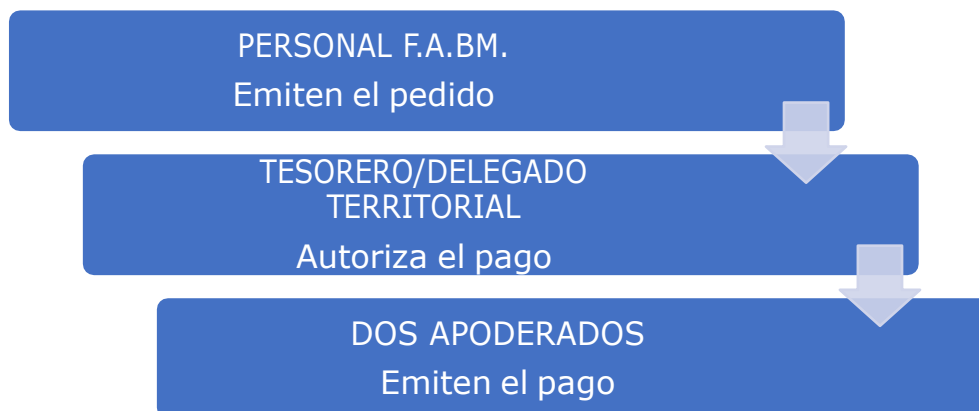 PERSONAL F.A.BM.
Emiten el pedido
TESORERO/DELEGADO
TERRITORIAL
Autoriza el pago
DOS APODERADOS
Emiten el pago